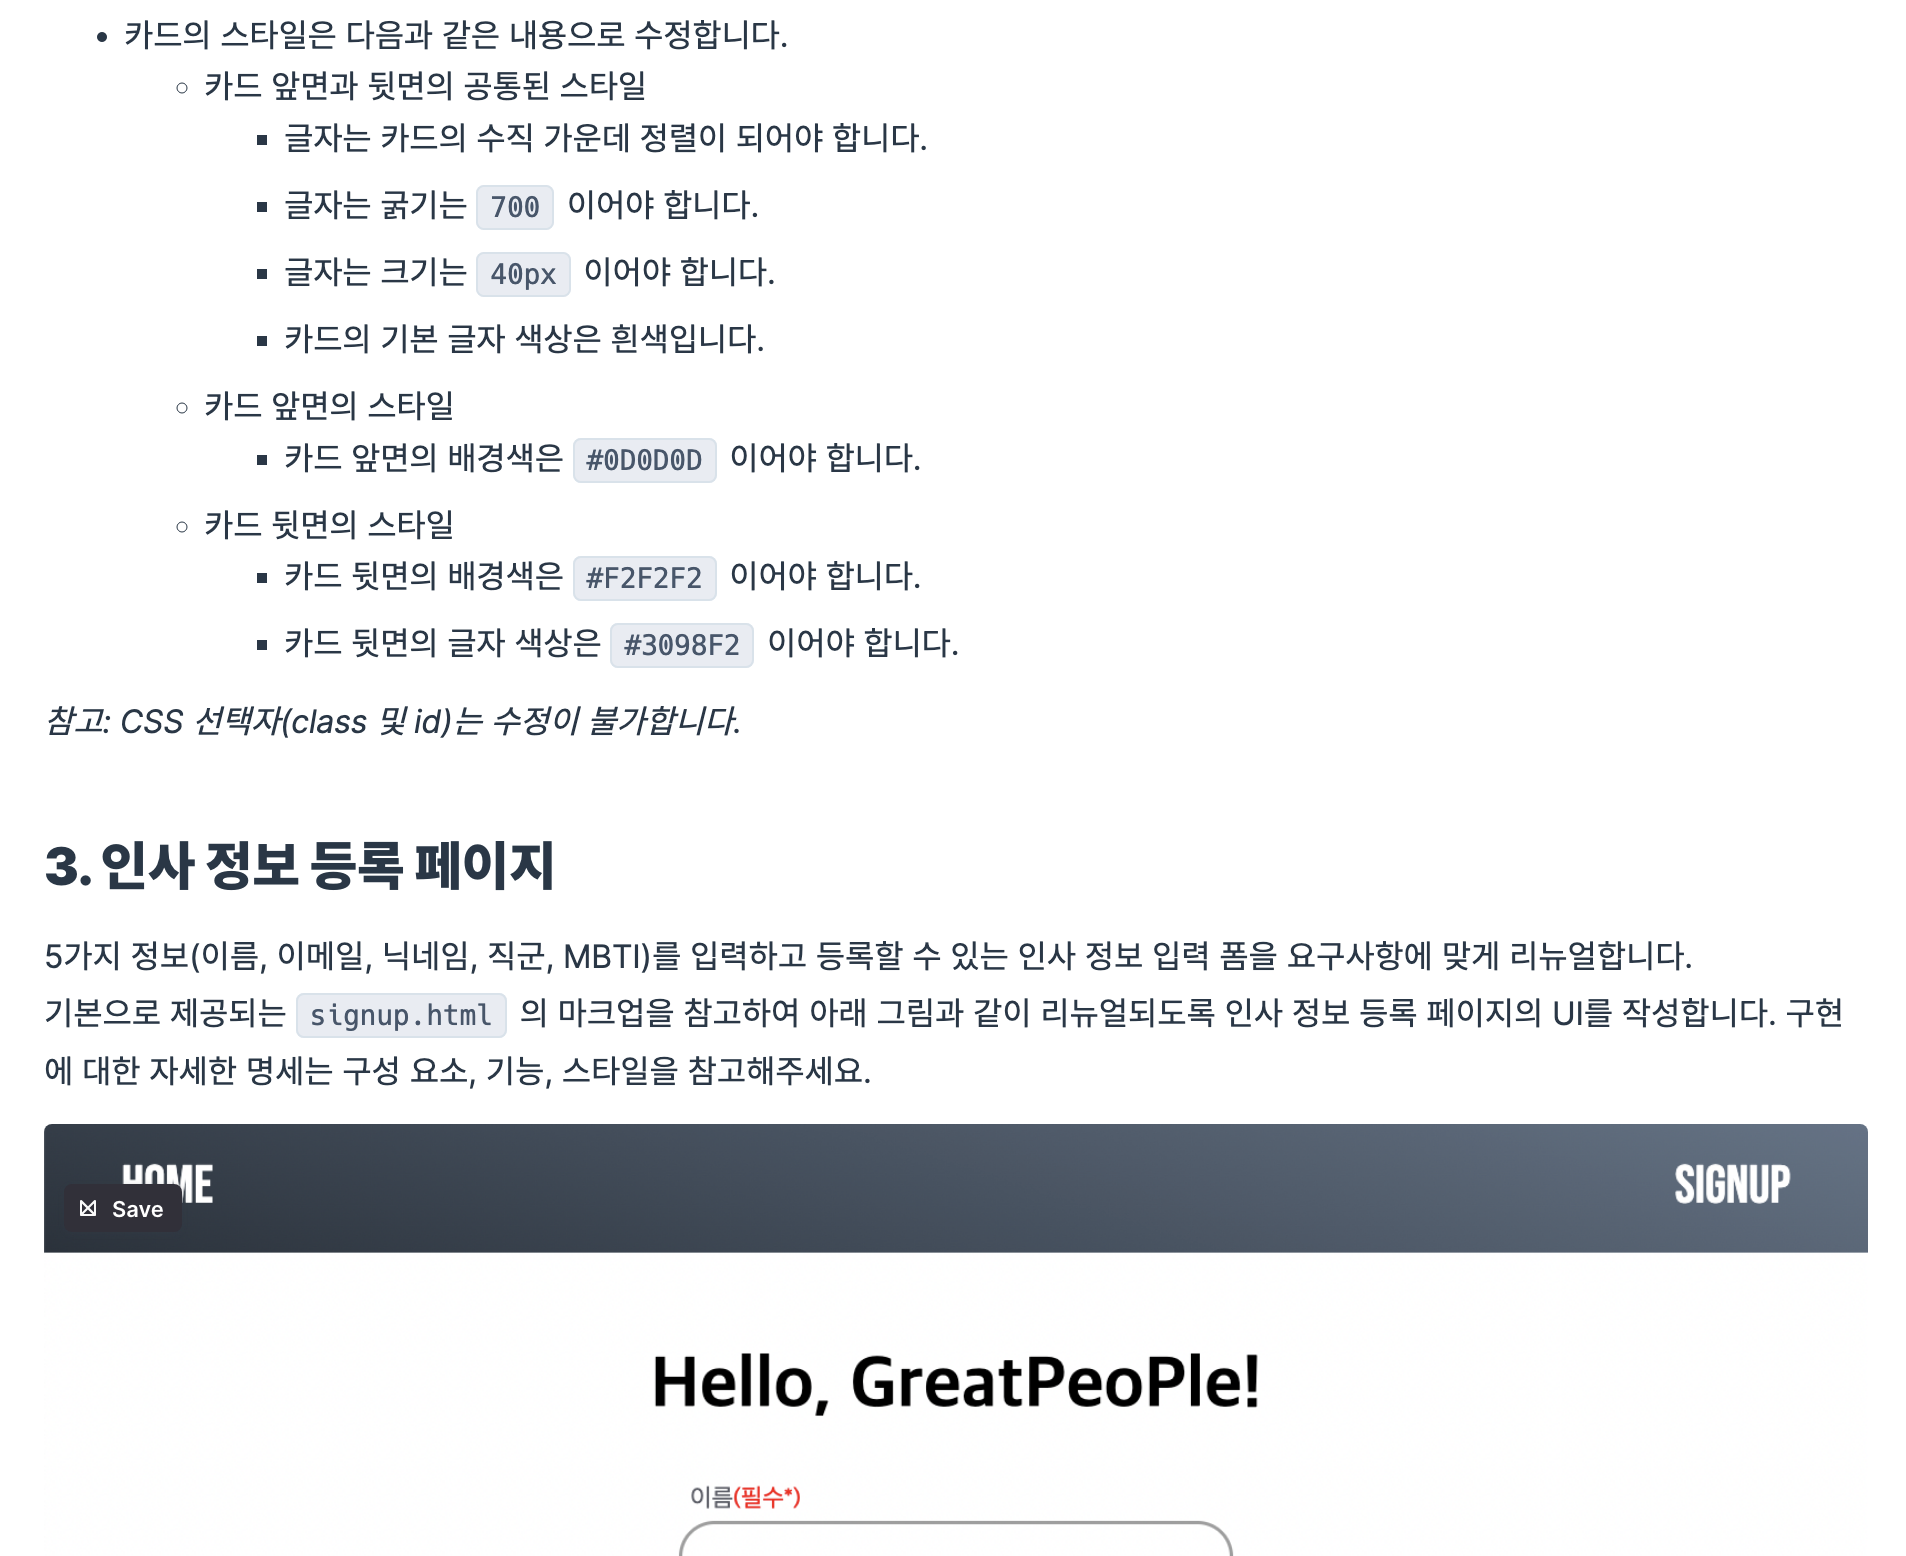 카드의 스타일은 다음과 같은 내용으로 수정합니다.
카드 앞면과 뒷면의 공통된 스타일
글자는 카드의 수직 가운데 정렬이 되어야 합니다.
글자는 굵기는 700 이어야 합니다.
글자는 크기는 40px 이어야 합니다.
카드의 기본 글자 색상은 흰색입니다.
카드 앞면의 스타일
카드 앞면의 배경색은 #0D0D0D 이어야 합니다.
카드 뒷면의 스타일
카드 뒷면의 배경색은 #F2F2F2 이어야 합니다.
카드 뒷면의 글자 색상은 #3098F2 이어야 합니다.
참고: CSS 선택자(class 및 id)는 수정이 불가합니다.
3. 인사 정보 등록 페이지
5가지 정보(이름, 이메일, 닉네임, 직군, MBTI)를 입력하고 등록할 수 있는 인사 정보 입력 폼을 요구사항에 맞게 리뉴얼합니다.
기본으로 제공되는 signup.html 의 마크업을 참고하여 아래 그림과 같이 리뉴얼되도록 인사 정보 등록 페이지의 UI를 작성합니다. 구현
에 대한 자세한 명세는 구성 요소, 기능, 스타일을 참고해주세요.
HOME SIGNUP
Save
Hello, GreatPeoPle!
이름(필수*)